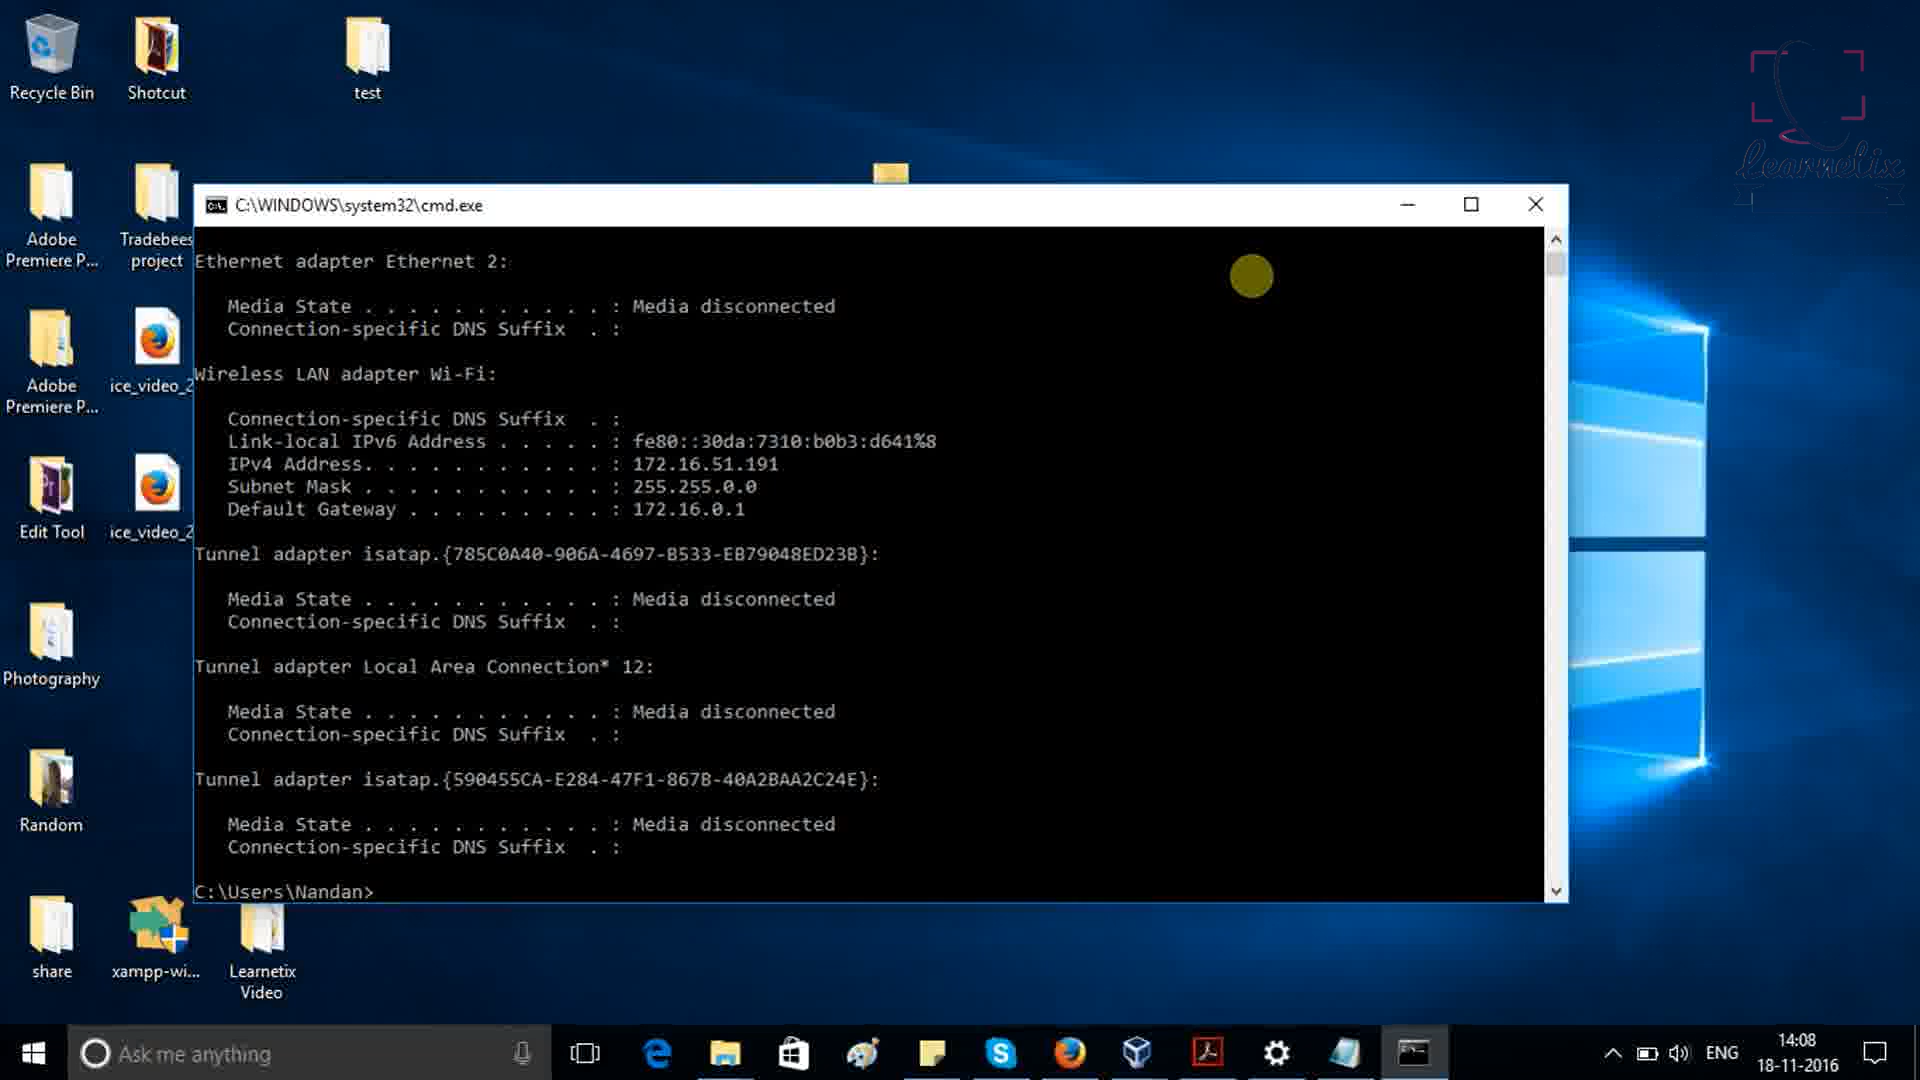 Recycle Bin
Shotcut
test
learnetix
Adobe
Premiere P...
Tradebees
project
Adobe
Premiere P...
ice_video_2
Edit Tool
ice_video_2
Photography
Random
share
xampp-wi...
Learnetix
Video
C:\WINDOWS\system32\cmd.exe
Ethernet adapter Ethernet 2:
Media State . . . . . . . . . . . : Media disconnected
Connection-specific DNS Suffix  . :
Wireless LAN adapter Wi-Fi:
Connection-specific DNS Suffix  . :
Link-local IPv6 Address . . . . . : fe80::30da:7310:b0b3:d641%8
IPv4 Address. . . . . . . . . . . : 172.16.51.191
Subnet Mask . . . . . . . . . . . : 255.255.0.0
Default Gateway . . . . . . . . . : 172.16.0.1
Tunnel adapter isatap.{785C0A40-906A-4697-B533-EB79048ED23B}:
Media State . . . . . . . . . . . : Media disconnected
Connection-specific DNS Suffix  . :
Tunnel adapter Local Area Connection* 12:
Media State . . . . . . . . . . . : Media disconnected
Connection-specific DNS Suffix  . :
Tunnel adapter isatap.{590455CA-E284-47F1-867B-40A2BAA2C24E}:
Media State . . . . . . . . . . . : Media disconnected
Connection-specific DNS Suffix  . :
C:\Users\Nandan>
Ask me anything
ENG
14:08
18-11-2016